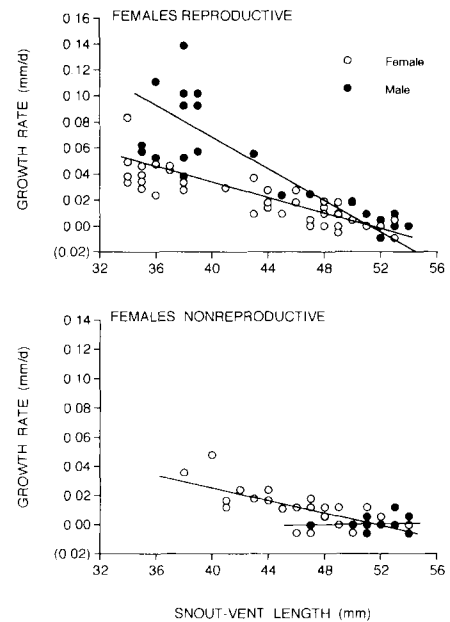 FEMALES REPRODUCTIVE
0 16
0 14
0 12
0 10
0 08
0 06
0 04
0 02
0 00
(0 02)
GROWTH RATE (mm/d)
Female
Male
32 36 40 44 48 52 56
FEMALES NONREPRODUCTIVE
0 14
0 12
0 10
0 08
0 06
0 04
0 02
0 00
(0 02)
GROWTH RATE (mm/d)
32 36 40 44 48 52 56
SNOUT-VENT LENGTH (mm)